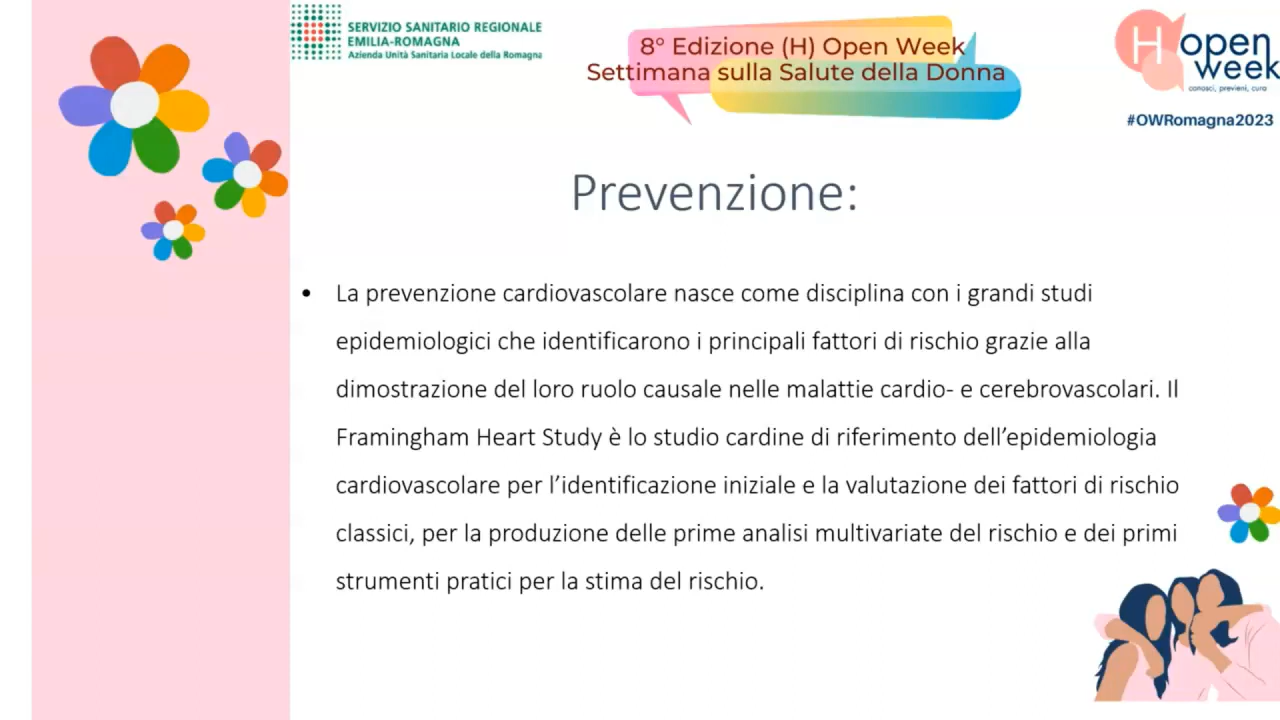 SERVIZIO SANITARIO REGIONALE
EMILIA-ROMAGNA
Azienda Unità Sanitaria Locale della Romagna
8° Edizione (H) Open Week
Settimana sulla Salute della Donna
H open
week
conosci, previeni, cura
#OWRomagna2023
Prevenzione:
• La prevenzione cardiovascolare nasce come disciplina con i grandi studi
epidemiologici che identificarono i principali fattori di rischio grazie alla
dimostrazione del loro ruolo causale nelle malattie cardio- e cerebrovascolari. Il
Framingham Heart Study è lo studio cardine di riferimento dell’epidemiologia
cardiovascolare per l’identificazione iniziale e la valutazione dei fattori di rischio
classici, per la produzione delle prime analisi multivariate del rischio e dei primi
strumenti pratici per la stima del rischio.